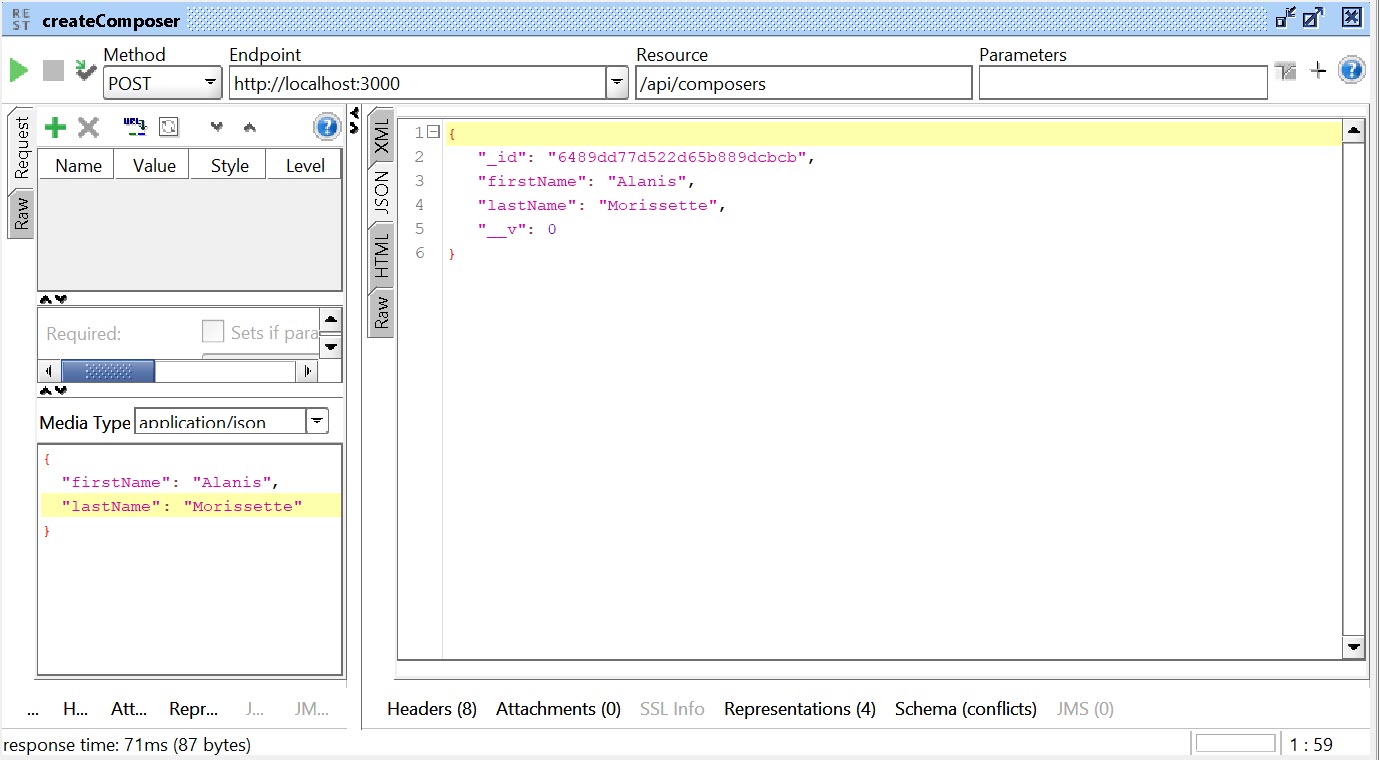 RE
ST
createComposer
Method
Endpoint
Resource
Parameters
POST
http://localhost:3000
/api/composers
Request
Raw
URL
Name Value Style Level
Required:
Sets if para
Media Type
application/json
{
"firstName": "Alanis",
"lastName": "Morissette"
}
XML
JSON
HTML
Raw
1 {
2 "_id": "6489dd77d522d65b889dcbcb",
3 "firstName": "Alanis",
4 "lastName": "Morissette",
5 "__v": 0
6 }
... H... Att... Repr... J... JM...
Headers (8) Attachments (0) SSL Info Representations (4) Schema (conflicts) JMS (0)
response time: 71ms (87 bytes)
1 : 59